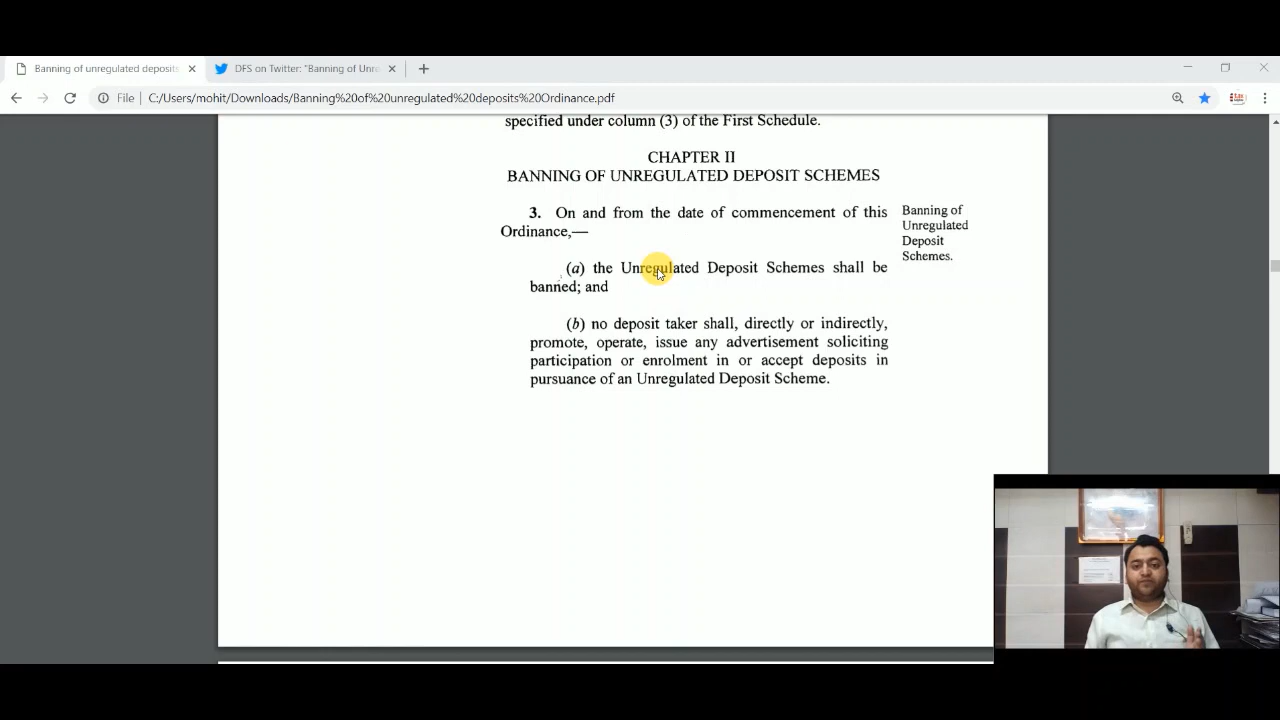 Banning of unregulated deposits
DFS on Twitter: "Banning of Unre
File
C:/Users/mohit/Downloads/Banning%20of%20unregulated%20deposits%20Ordinance.pdf
specified under column (3) of the First Schedule.
CHAPTER II
BANNING OF UNREGULATED DEPOSIT SCHEMES
3. On and from the date of commencement of this
Ordinance,—
(a) the Unregulated Deposit Schemes shall be
banned; and
(b) no deposit taker shall, directly or indirectly,
promote, operate, issue any advertisement soliciting
participation or enrolment in or accept deposits in
pursuance of an Unregulated Deposit Scheme.
Banning of
Unregulated
Deposit
Schemes.